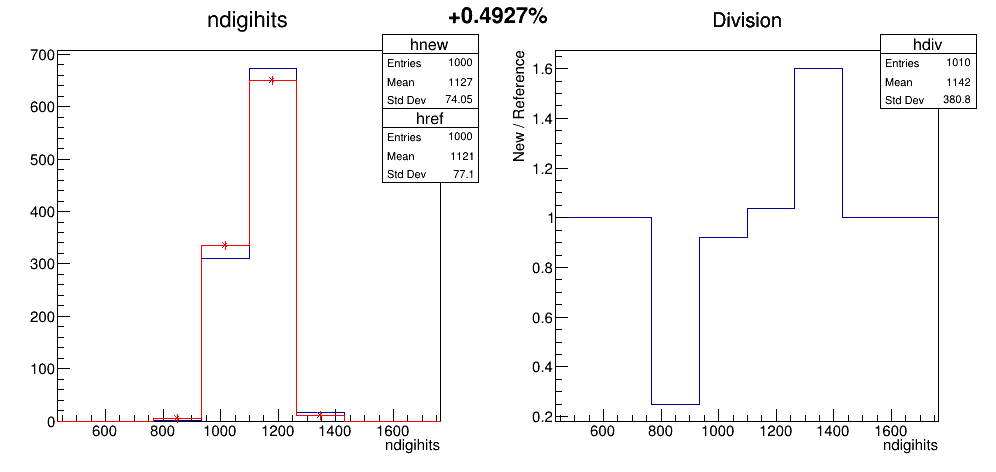 +0.4927%
ndigihits
hnew
Entries 1000
Mean 1127
Std Dev 74.05
href
Entries 1000
Mean 1121
Std Dev 77.1
700
600
500
400
300
200
100
0
600 800 1000 1200 1400 1600
ndigihits
Division
hdiv
Entries 1010
Mean 1142
Std Dev 380.8
New / Reference
1.6
1.4
1.2
1
0.8
0.6
0.4
0.2
600 800 1000 1200 1400 1600
ndigihits